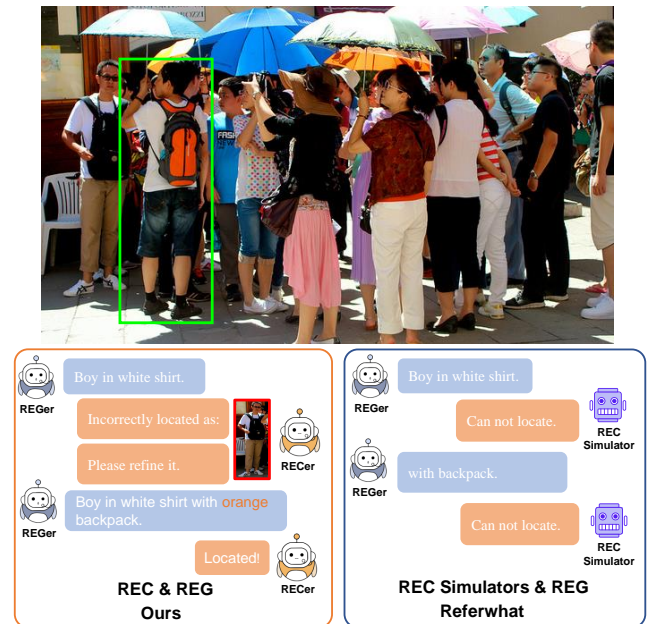 ROZZI
FASH
Boy in white shirt.
REGer
Incorrectly located as:
Please refine it.
RECer
REGer
Boy in white shirt with orange
backpack.
Located!
RECer
REC & REG
Ours
Boy in white shirt.
REGer
Can not locate.
REC
Simulator
with backpack.
REGer
Can not locate.
REC
Simulator
REC Simulators & REG
Referwhat